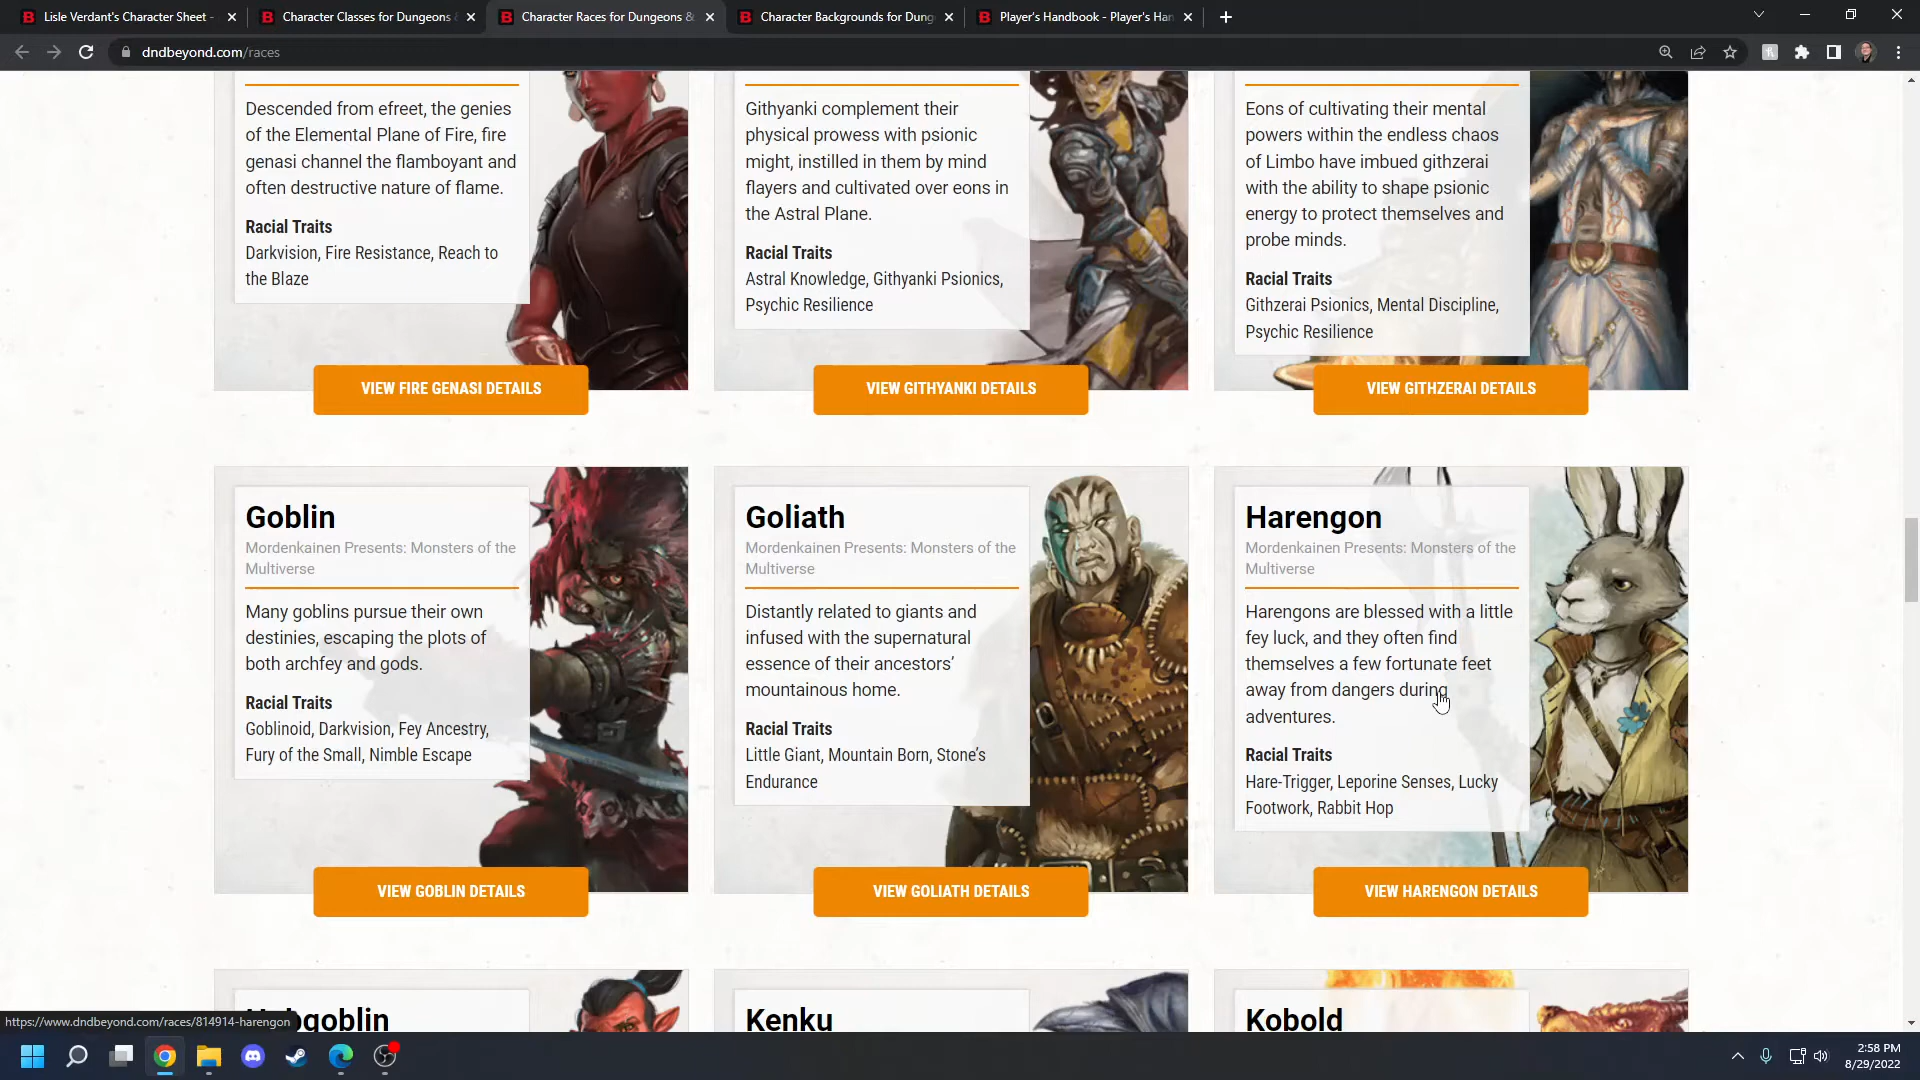 Lisle Verdant's Character Sheet -
Character Classes for Dungeons &
Character Races for Dungeons &
Character Backgrounds for Dung
Player's Handbook - Player's Han
dndbeyond.com/races
Descended from efreet, the genies
of the Elemental Plane of Fire, fire
genasi channel the flamboyant and
often destructive nature of flame.
Racial Traits
Darkvision, Fire Resistance, Reach to
the Blaze
VIEW FIRE GENASI DETAILS
Githyanki complement their
physical prowess with psionic
might, instilled in them by mind
flayers and cultivated over eons in
the Astral Plane.
Racial Traits
Astral Knowledge, Githyanki Psionics,
Psychic Resilience
VIEW GITHYANKI DETAILS
Eons of cultivating their mental
powers within the endless chaos
of Limbo have imbued githzerai
with the ability to shape psionic
energy to protect themselves and
probe minds.
Racial Traits
Githzerai Psionics, Mental Discipline,
Psychic Resilience
VIEW GITHZERAI DETAILS
Goblin
Mordenkainen Presents: Monsters of the
Multiverse
Many goblins pursue their own
destinies, escaping the plots of
both archfey and gods.
Racial Traits
Goblinoid, Darkvision, Fey Ancestry,
Fury of the Small, Nimble Escape
VIEW GOBLIN DETAILS
Goliath
Mordenkainen Presents: Monsters of the
Multiverse
Distantly related to giants and
infused with the supernatural
essence of their ancestors'
mountainous home.
Racial Traits
Little Giant, Mountain Born, Stone's
Endurance
VIEW GOLIATH DETAILS
Harengon
Mordenkainen Presents: Monsters of the
Multiverse
Harengons are blessed with a little
fey luck, and they often find
themselves a few fortunate feet
away from dangers during
adventures.
Racial Traits
Hare-Trigger, Leporine Senses, Lucky
Footwork, Rabbit Hop
VIEW HARENGON DETAILS
Kenku
Kobold
https://www.dndbeyond.com/races/814914-harengon
2:58 PM
8/29/2022